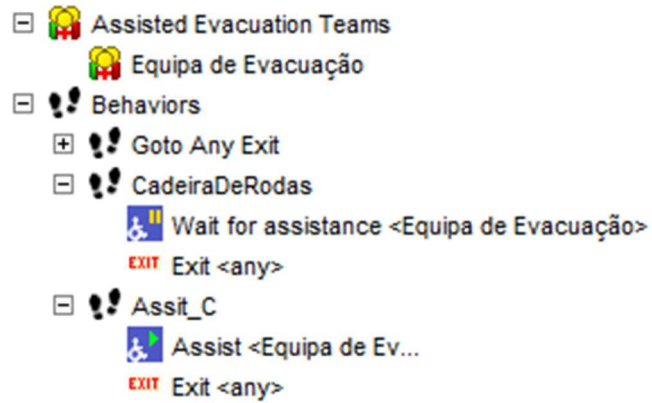 Assisted Evacuation Teams
Equipa de Evacuação
Behaviors
Goto Any Exit
CadeiraDeRodas
Wait for assistance <Equipa de Evacuação>
EXIT Exit <any>
Assit_C
Assist <Equipa de Ev...
EXIT Exit <any>